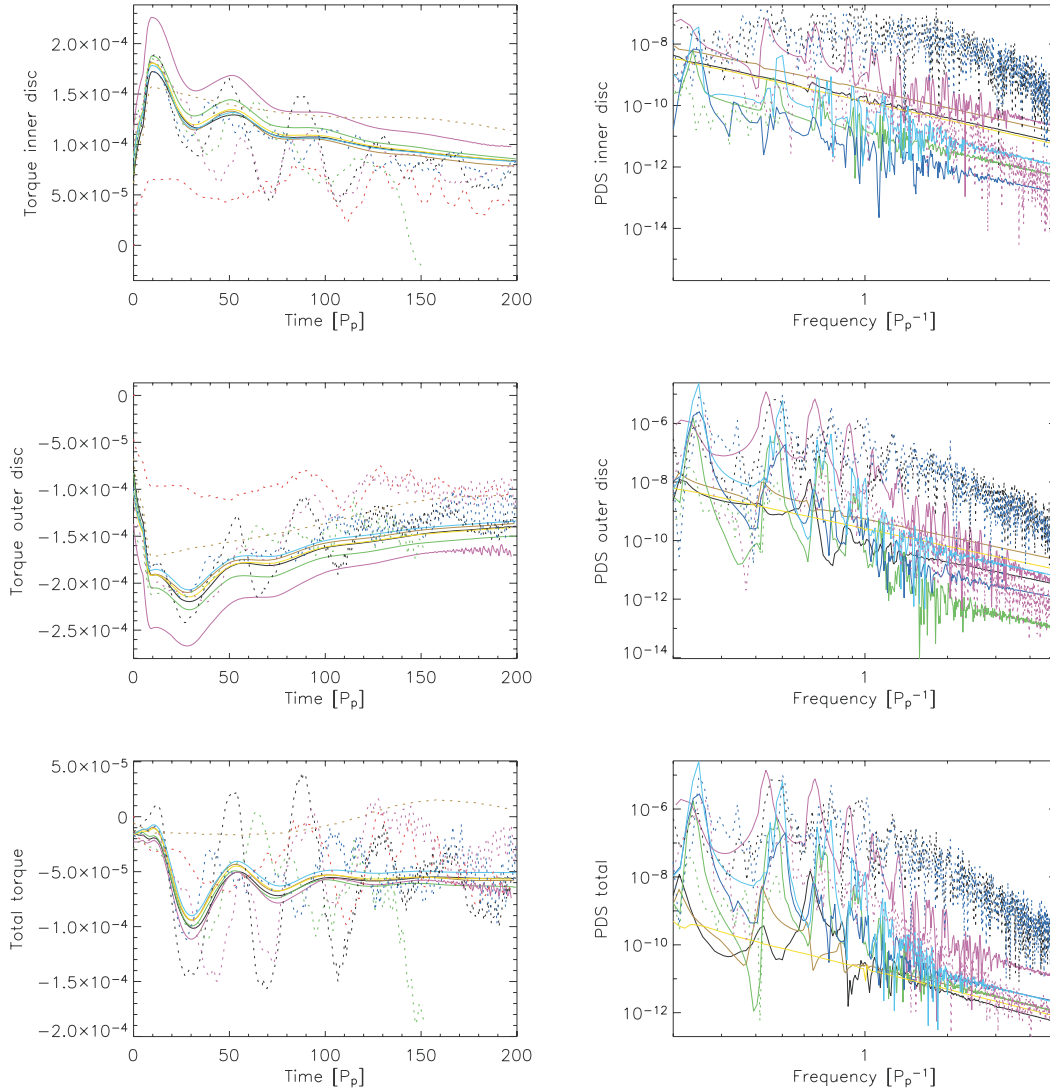 Torque inner disc
2.0×10⁻⁴
1.5×10⁻⁴
1.0×10⁻⁴
5.0×10⁻⁵
0
0 50 100 150 200
Time [Pₚ]
PDS inner disc
10⁻⁸
10⁻¹⁰
10⁻¹²
10⁻¹⁴
1
Frequency [Pₚ⁻¹]
Torque outer disc
0
−5.0×10⁻⁵
−1.0×10⁻⁴
−1.5×10⁻⁴
−2.0×10⁻⁴
−2.5×10⁻⁴
0 50 100 150 200
Time [Pₚ]
PDS outer disc
10⁻⁶
10⁻⁸
10⁻¹⁰
10⁻¹²
10⁻¹⁴
1
Frequency [Pₚ⁻¹]
Total torque
5.0×10⁻⁵
0
−5.0×10⁻⁵
−1.0×10⁻⁴
−1.5×10⁻⁴
−2.0×10⁻⁴
0 50 100 150 200
Time [Pₚ]
PDS total
10⁻⁶
10⁻⁸
10⁻¹⁰
10⁻¹²
1
Frequency [Pₚ⁻¹]